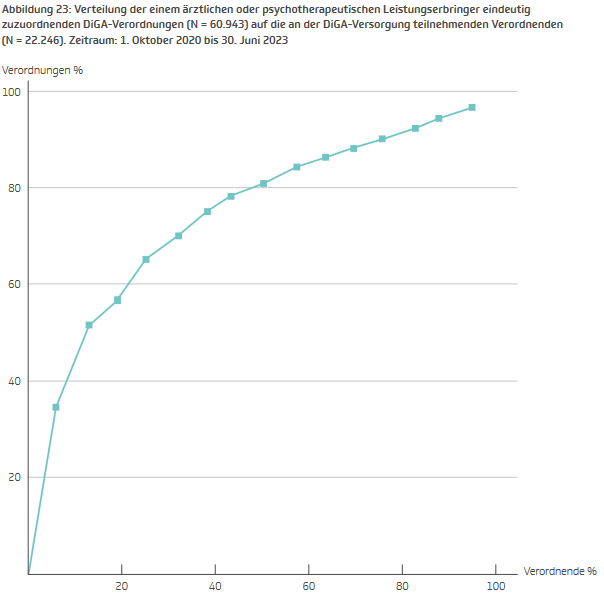 Abbildung 23: Verteilung der einem ärztlichen oder psychotherapeutischen Leistungserbringer eindeutig
zuzuordnenden DiGA-Verordnungen (N = 60.943) auf die an der DiGA-Versorgung teilnehmenden Verordnenden
(N = 22.246). Zeitraum: 1. Oktober 2020 bis 30. Juni 2023
Verordnungen %
100
80
60
40
20
Verordnende %
20 40 60 80 100